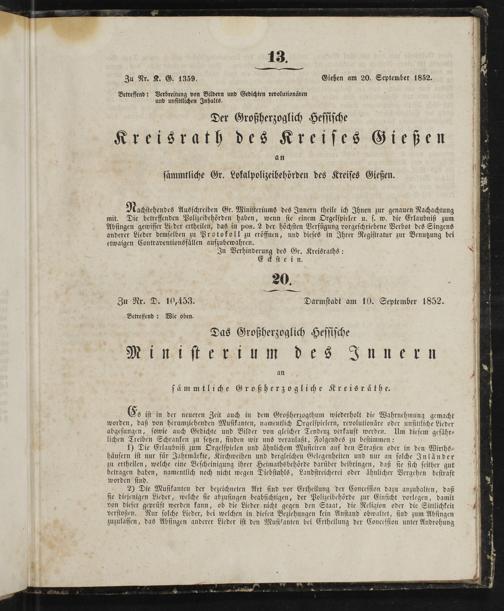 13.
Zu Nr. K. G. 1359. Gießen am 20. September 1852.
Betreffend: Verbreitung von Bildern und Gedichten revolutionären
und unsittlichen Inhalts.
Der Großherzoglich Hessische
Kreisrath des Kreises Gießen
an
sämmtliche Gr. Lokalpolizeibehörden des Kreises Gießen.
Nachstehendes Ausschreiben Gr. Ministeriums des Innern theile ich Ihnen zur genauen Nachachtung
mit. Die betreffenden Polizeibehörden haben, wenn sie einem Orgelspieler u. s. w. die Erlaubniß zum
Absingen gewisser Lieder ertheilen, das in pos. 2 der höchsten Verfügung vorgeschriebene Verbot des Singens
anderer Lieder demselben zu Protokoll zu eröffnen, und dieses in Ihrer Registratur zur Benutzung bei
etwaigen Contraventionsfällen aufzubewahren.
In Verhinderung des Gr. Kreisraths:
Eckstein.
20.
Zu Nr. D. 10,453. Darmstadt am 10. September 1852.
Betreffend: Wie oben.
Das Großherzoglich Hessische
Ministerium des Innern
an
sämmtliche Großherzogliche Kreisräthe.
Es ist in der neueren Zeit auch in dem Großherzogthum wiederholt die Wahrnehmung gemacht
worden, daß von herumziehenden Musikanten, namentlich Orgelspielern, revolutionäre oder unsittliche Lieder
abgesungen, sowie auch Gedichte und Bilder von gleicher Tendenz verkauft werden. Um diesem gefähr-
lichen Treiben Schranken zu setzen, finden wir uns veranlaßt, Folgendes zu bestimmen:
1) Die Erlaubniß zum Orgelspielen und ähnlichen Musiciren auf den Straßen oder in den Wirths-
häusern ist nur für Jahrmärkte, Kirchweihen und dergleichen Gelegenheiten und nur an solche Inländer
zu ertheilen, welche eine Bescheinigung ihrer Heimathsbehörde darüber beibringen, daß sie sich seither gut
betragen haben, namentlich noch nicht wegen Diebstahls, Landstreicherei oder ähnlicher Vergehen bestraft
worden sind.
2) Die Musikanten der bezeichneten Art sind vor Ertheilung der Concession dazu anzuhalten, daß
sie diejenigen Lieder, welche sie abzusingen beabsichtigen, der Polizeibehörde zur Einsicht vorlegen, damit
von dieser geprüft werden kann, ob die Lieder nicht gegen den Staat, die Religion oder die Sittlichkeit
verstoßen. Nur solche Lieder, bei welchen in diesen Beziehungen kein Anstand obwaltet, sind zum Absingen
zuzulassen, das Absingen anderer Lieder ist den Musikanten bei Ertheilung der Concession unter Androhung